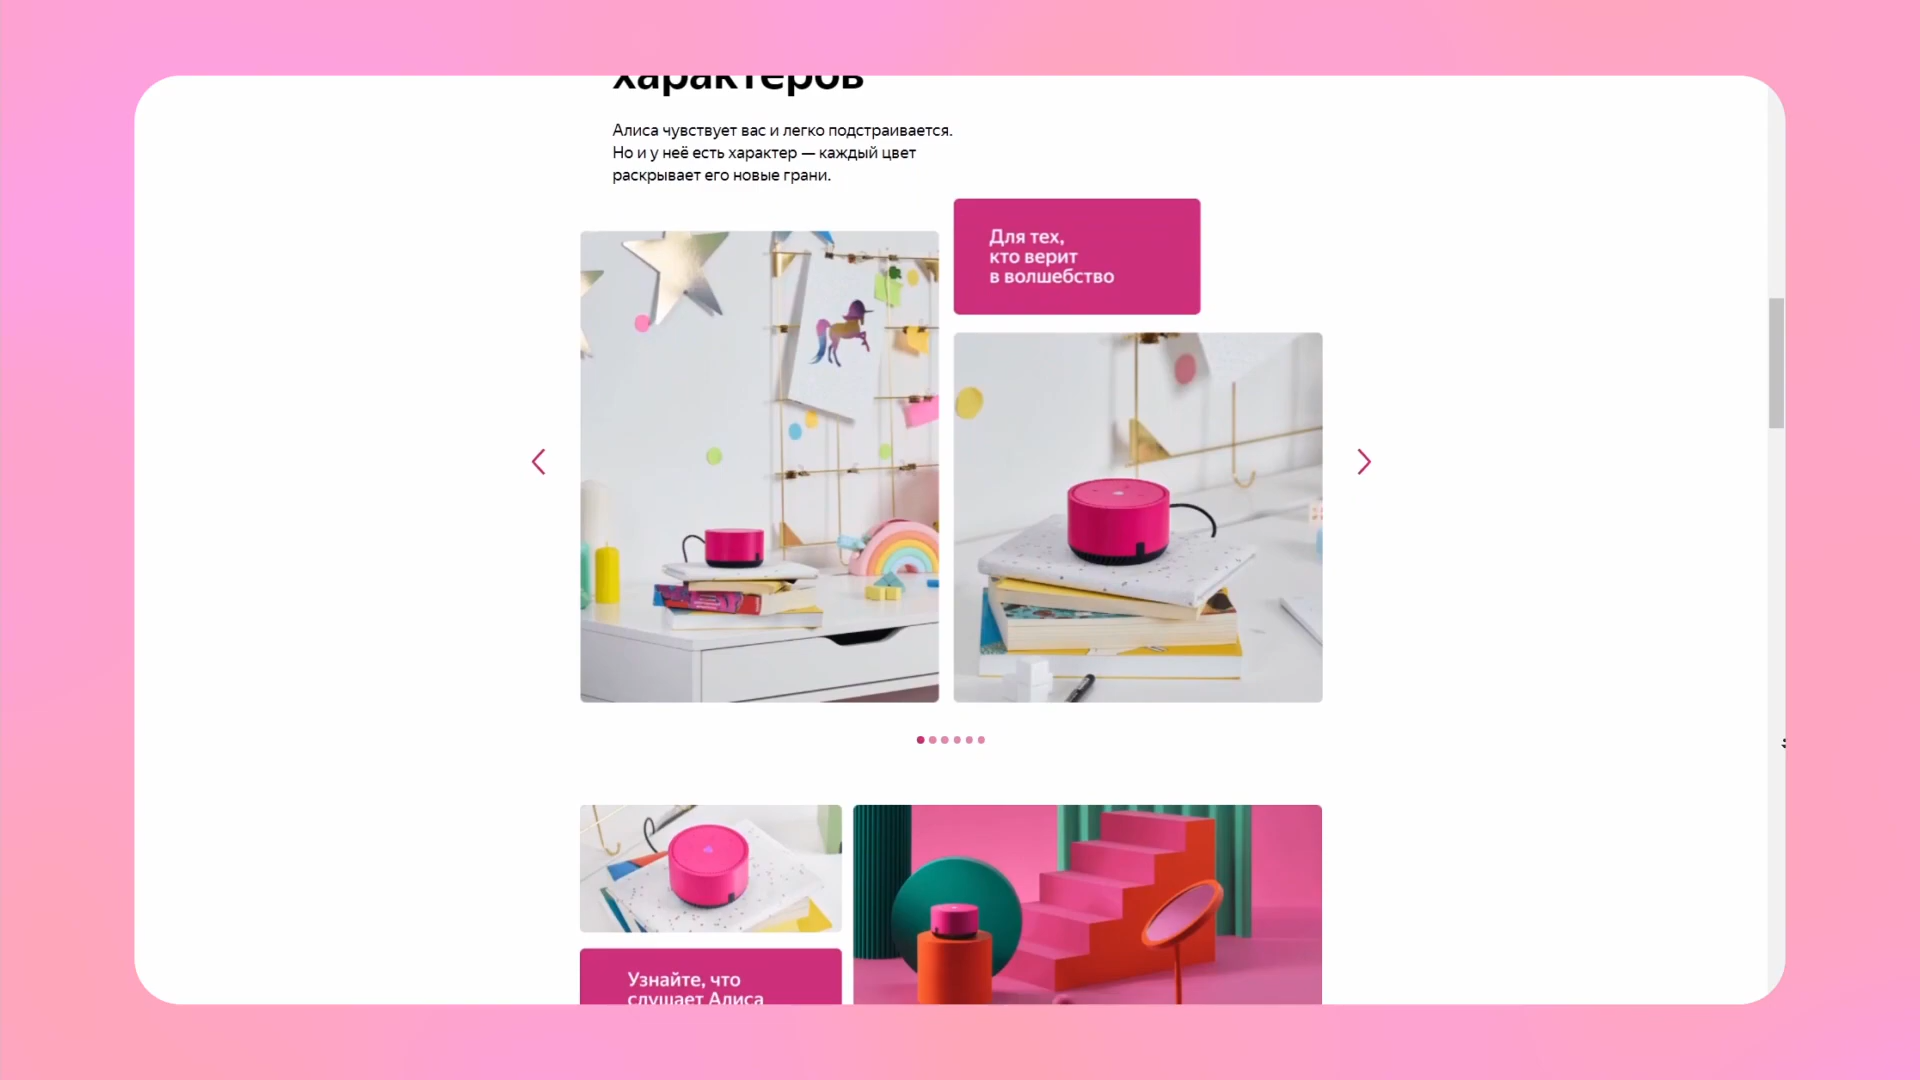 характеров
Алиса чувствует вас и легко подстраивается.
Но и у неё есть характер — каждый цвет
раскрывает его новые грани.
Для тех,
кто верит
в волшебство
Узнайте, что
слушает Алиса